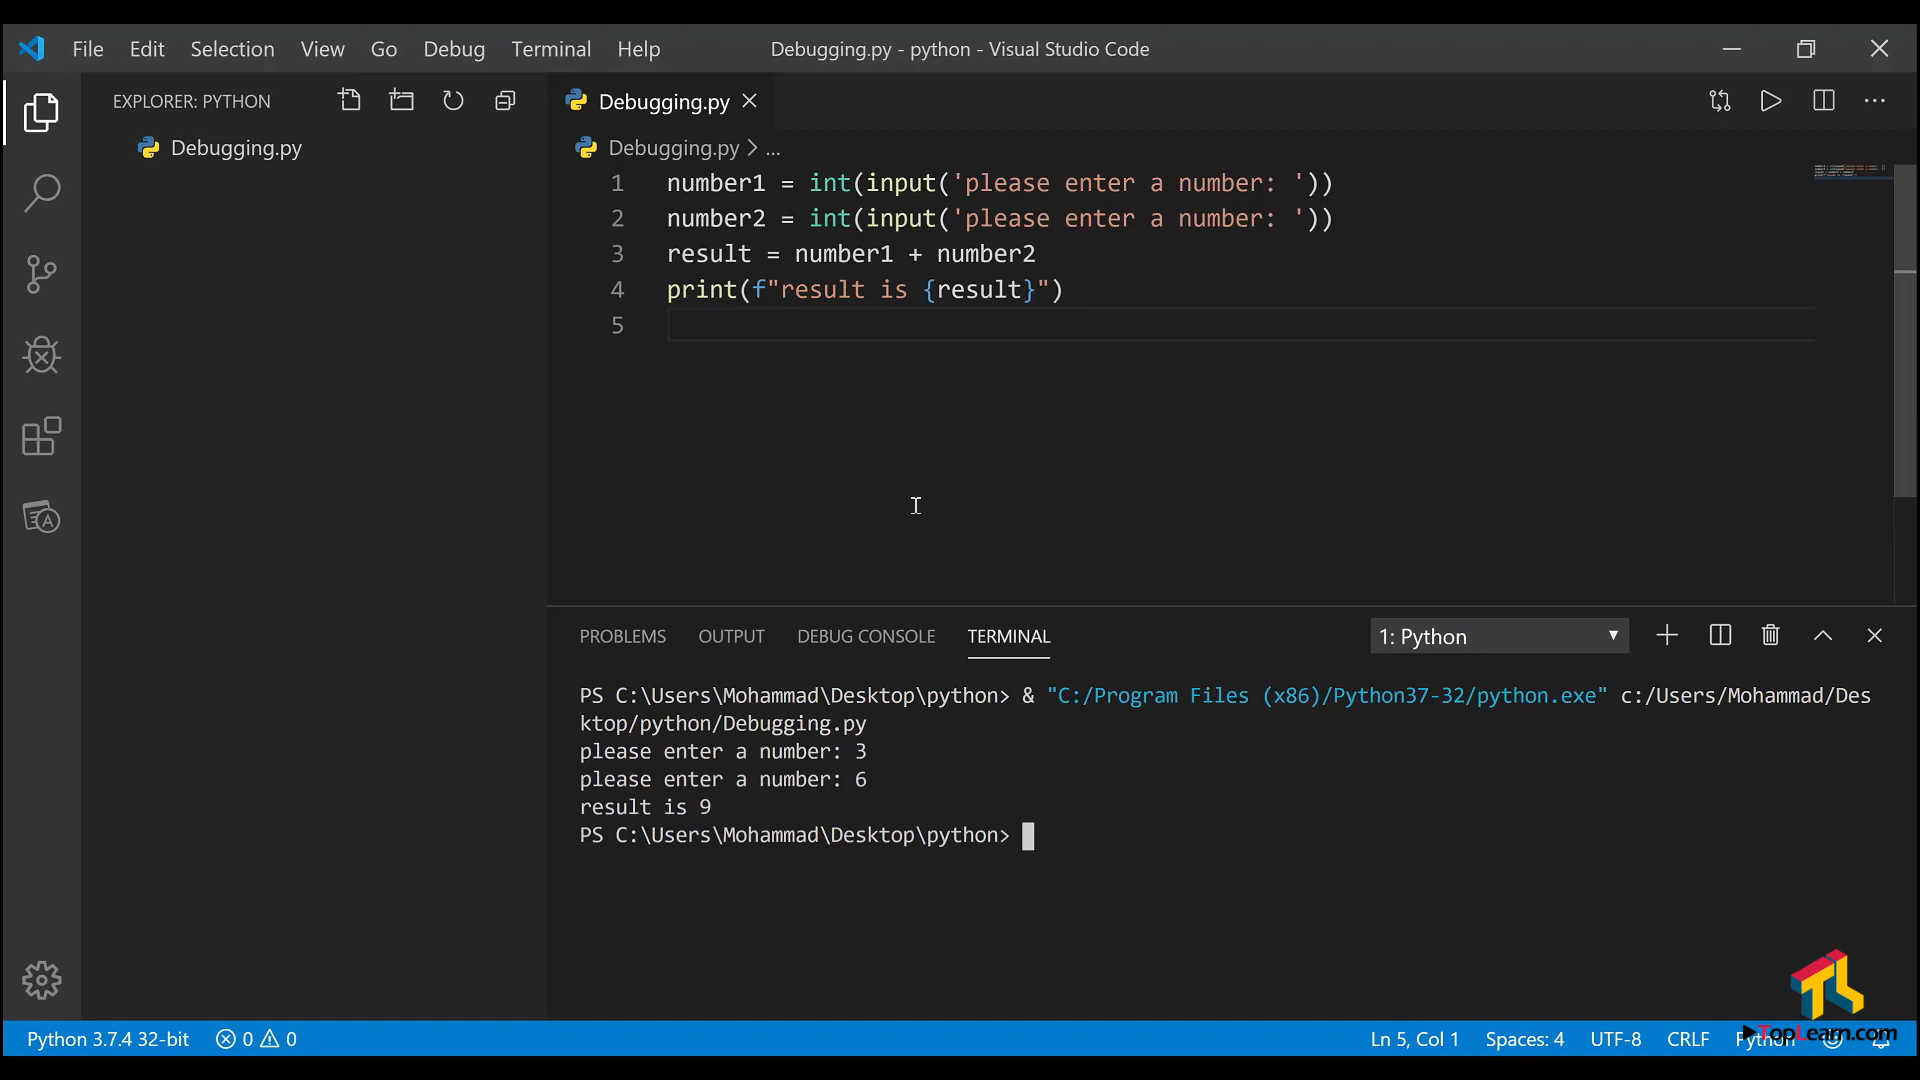 File Edit Selection View Go Debug Terminal Help Debugging.py - python - Visual Studio Code
EXPLORER: PYTHON
Debugging.py
Debugging.py
Debugging.py > ...
1 number1 = int(input('please enter a number: '))
2 number2 = int(input('please enter a number: '))
3 result = number1 + number2
4 print(f"result is {result}")
5
PROBLEMS OUTPUT DEBUG CONSOLE TERMINAL 1: Python
PS C:\Users\Mohammad\Desktop\python> & "C:/Program Files (x86)/Python37-32/python.exe" c:/Users/Mohammad/Des
ktop/python/Debugging.py
please enter a number: 3
please enter a number: 6
result is 9
PS C:\Users\Mohammad\Desktop\python>
TopLearn.com
Python 3.7.4 32-bit 0 0 Ln 5, Col 1 Spaces: 4 UTF-8 CRLF Python